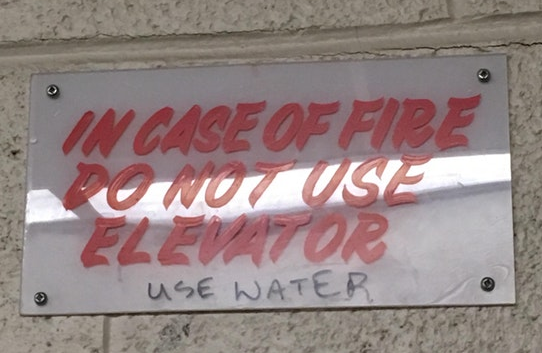 IN CASE OF FIRE
DO NOT USE
ELEVATOR
USE WATER